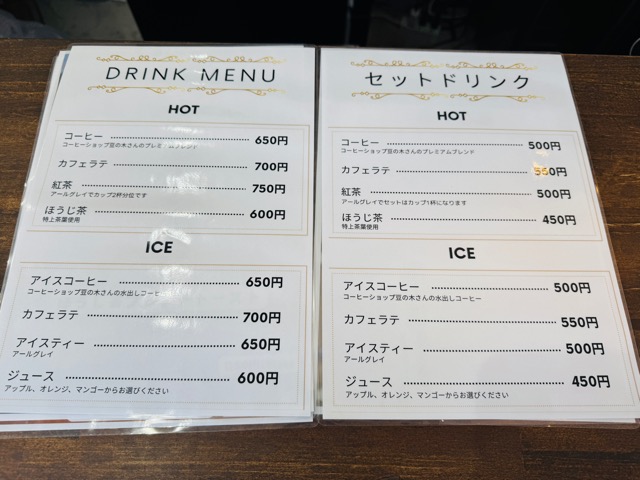 DRINK MENU
HOT
コーヒー 650円
コーヒーショップ豆の木さんのプレミアムブレンド
カフェラテ 700円
紅茶 750円
アールグレイでカップ2杯分位です
ほうじ茶 600円
特上茶葉使用
ICE
アイスコーヒー 650円
コーヒーショップ豆の木さんの水出しコーヒー
カフェラテ 700円
アイスティー 650円
アールグレイ
ジュース 600円
アップル、オレンジ、マンゴーからお選びください
セットドリンク
HOT
コーヒー 500円
コーヒーショップ豆の木さんのプレミアムブレンド
カフェラテ 550円
紅茶 500円
アールグレイでセットはカップ1杯になります
ほうじ茶 450円
特上茶葉使用
ICE
アイスコーヒー 500円
コーヒーショップ豆の木さんの水出しコーヒー
カフェラテ 550円
アイスティー 500円
アールグレイ
ジュース 450円
アップル、オレンジ、マンゴーからお選びください